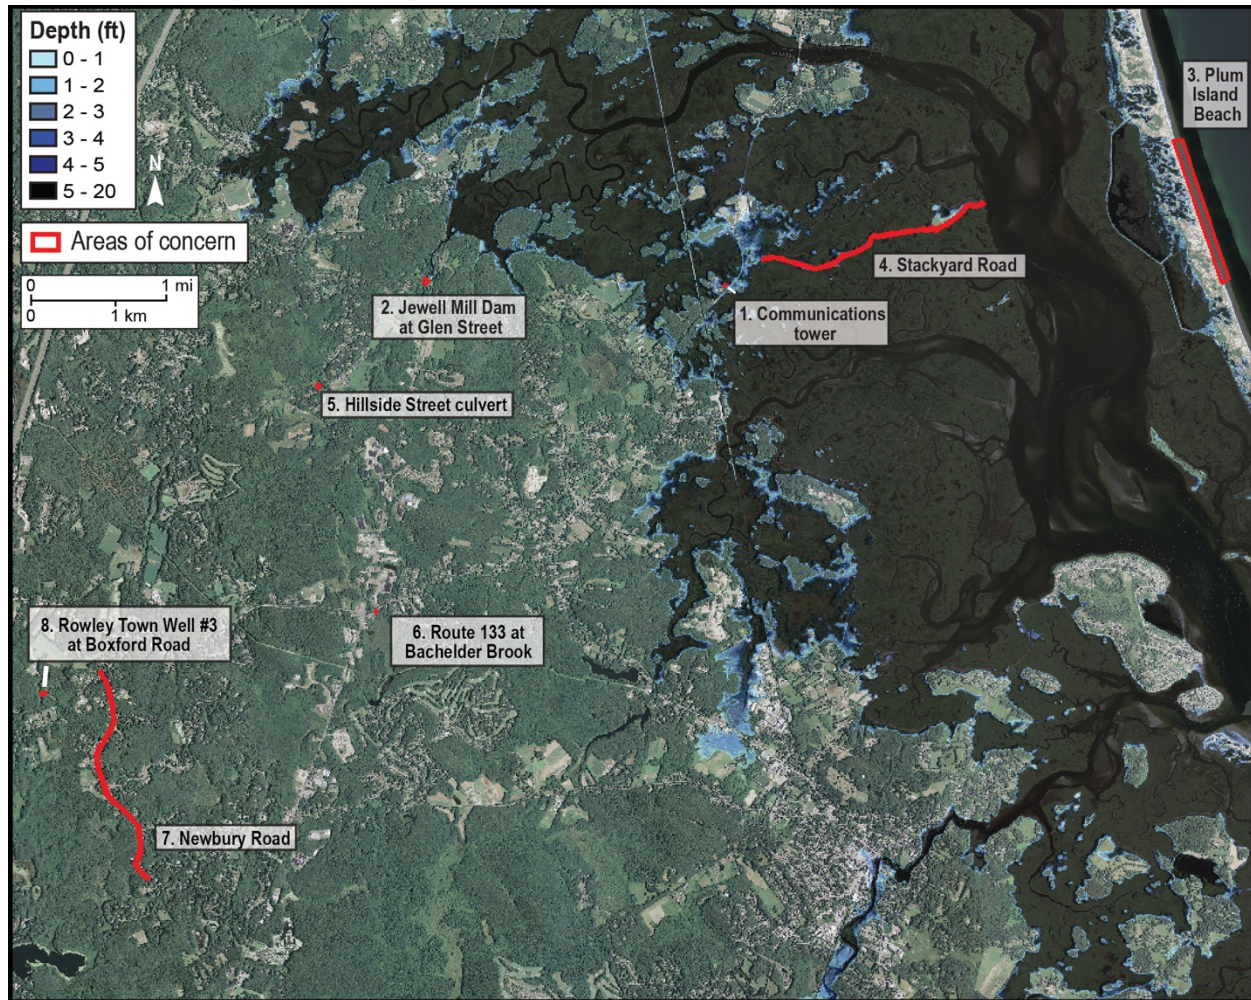 Depth (ft)
0 - 1
1 - 2
2 - 3
3 - 4
4 - 5
5 - 20
N
Areas of concern
0 1 mi
0 1 km
3. Plum
Island
Beach
4. Stackyard Road
2. Jewell Mill Dam
at Glen Street
1. Communications
tower
5. Hillside Street culvert
8. Rowley Town Well #3
at Boxford Road
6. Route 133 at
Bachelder Brook
7. Newbury Road